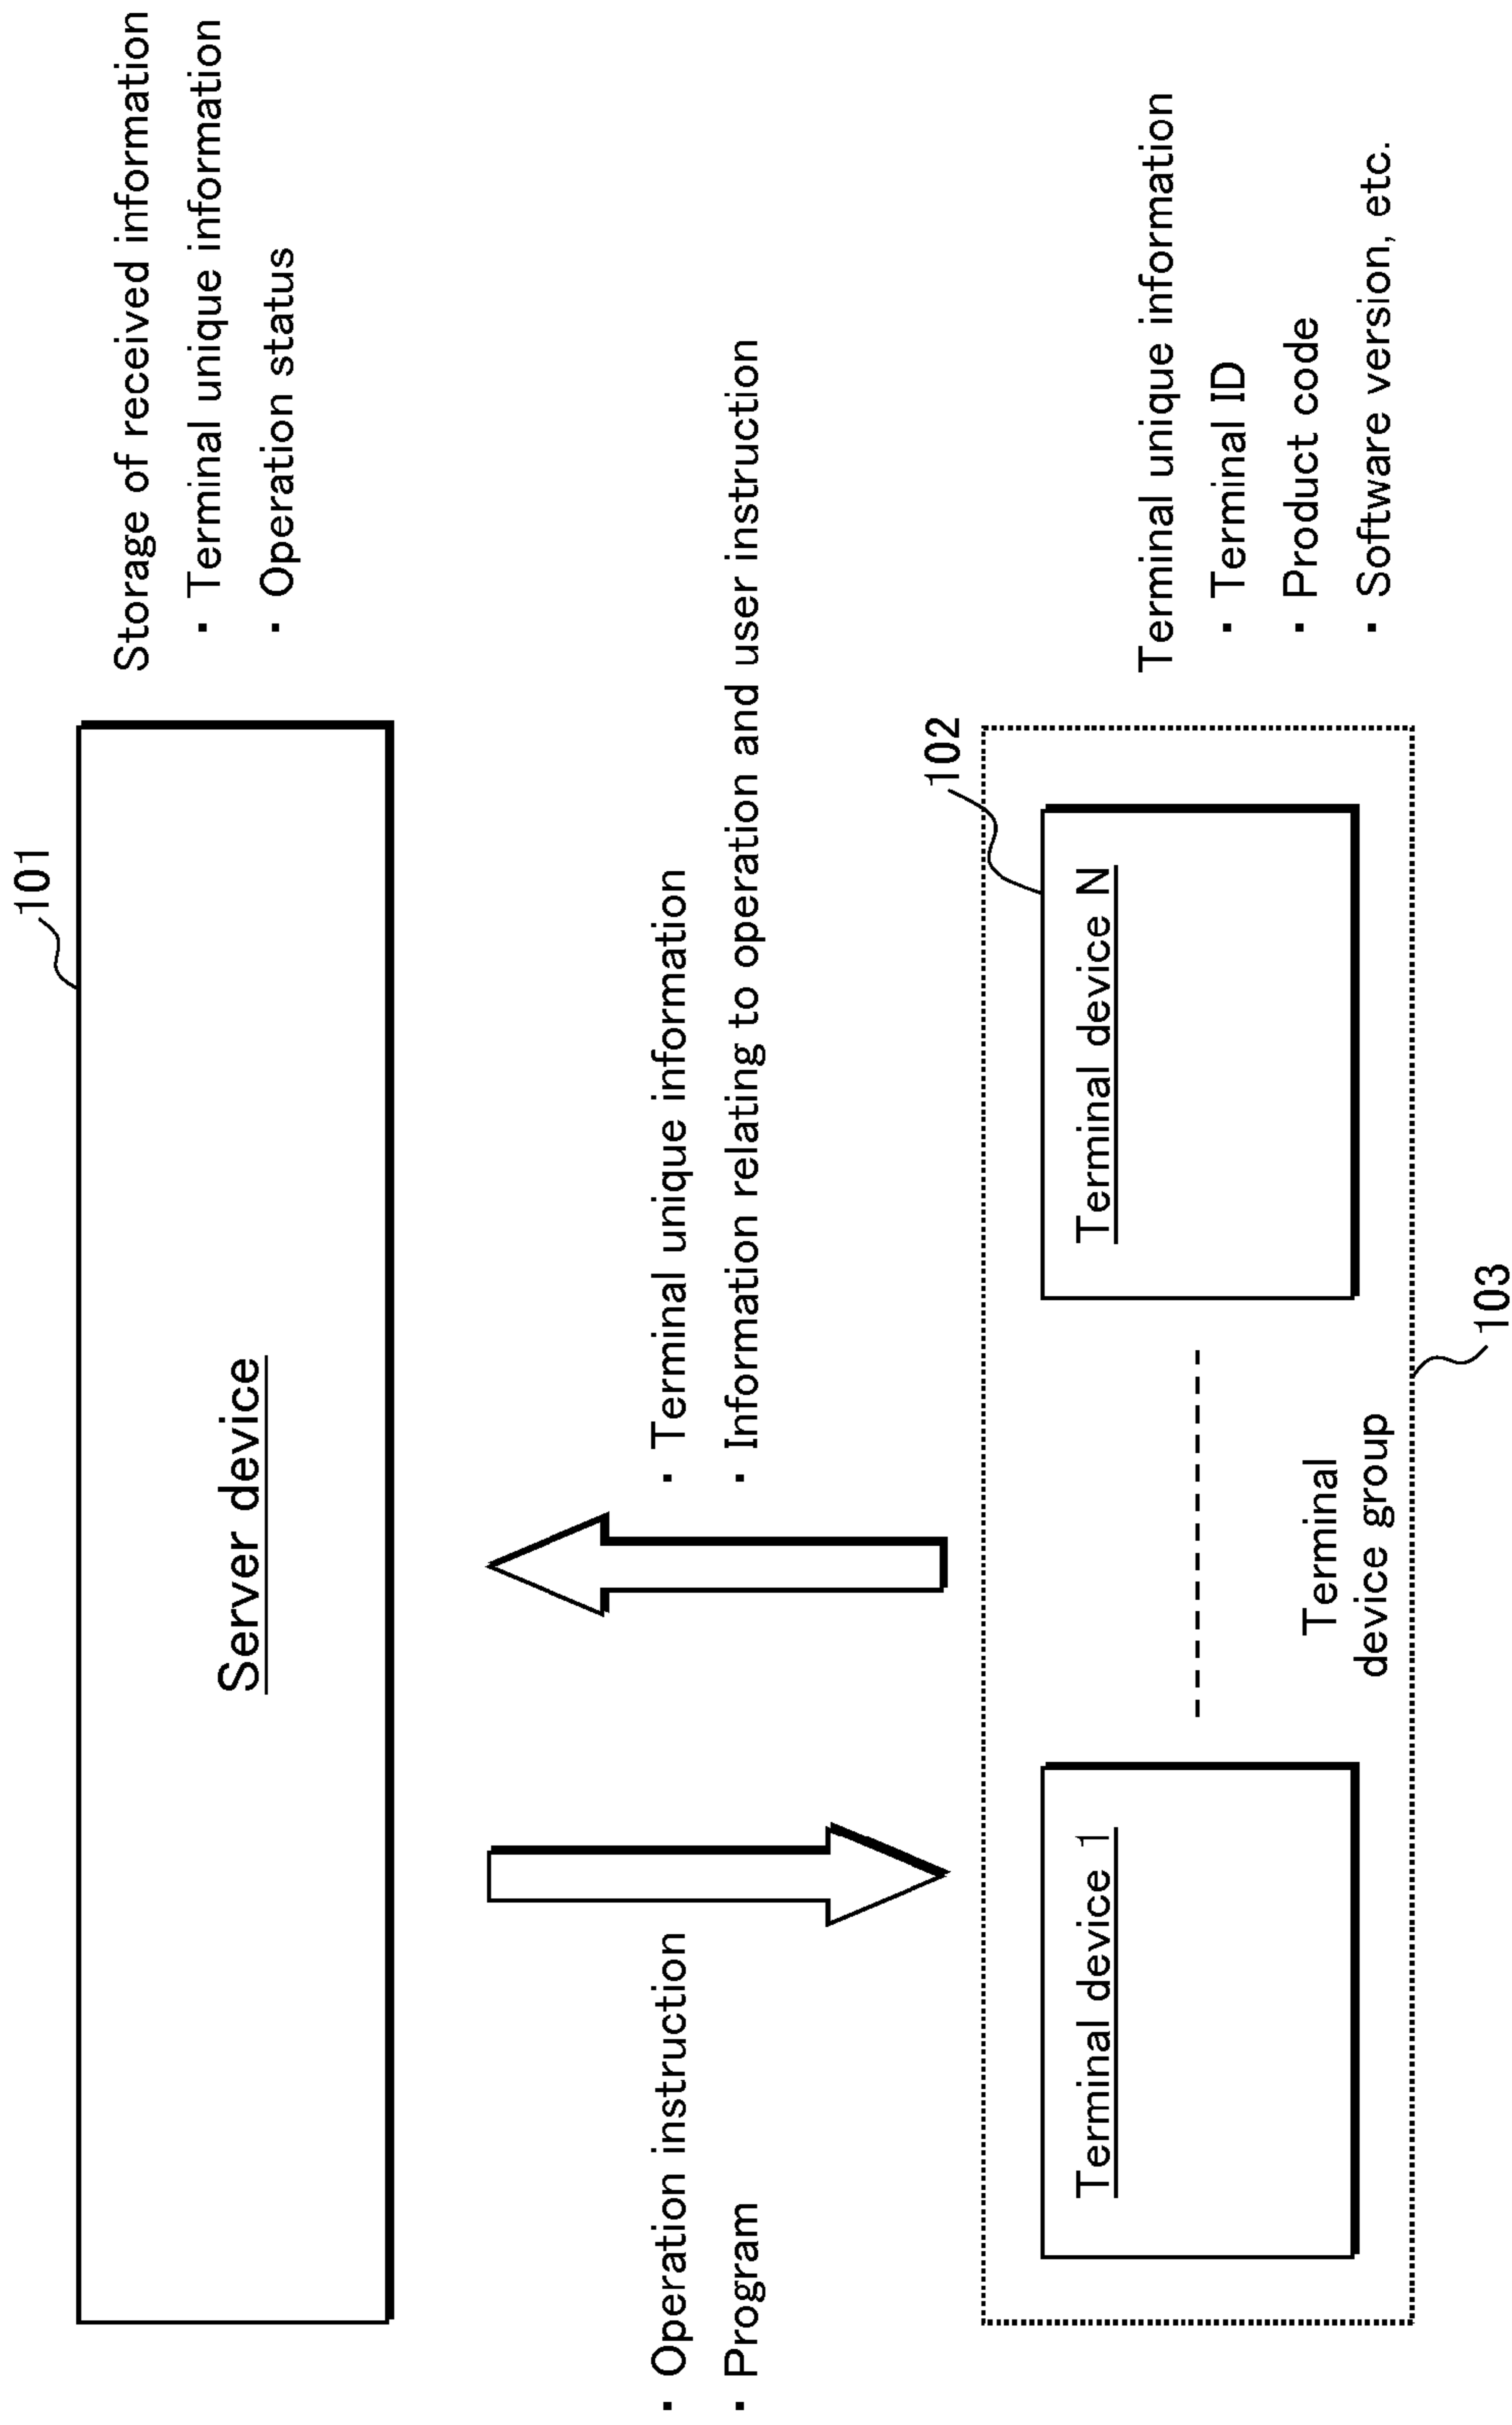 101
Server device
Storage of received information
・ Terminal unique information
・ Operation status
・ Operation instruction
・ Program
・ Terminal unique information
・ Information relating to operation and user instruction
102
Terminal device 1
Terminal device N
Terminal
device group
103
Terminal unique information
・ Terminal ID
・ Product code
・ Software version, etc.